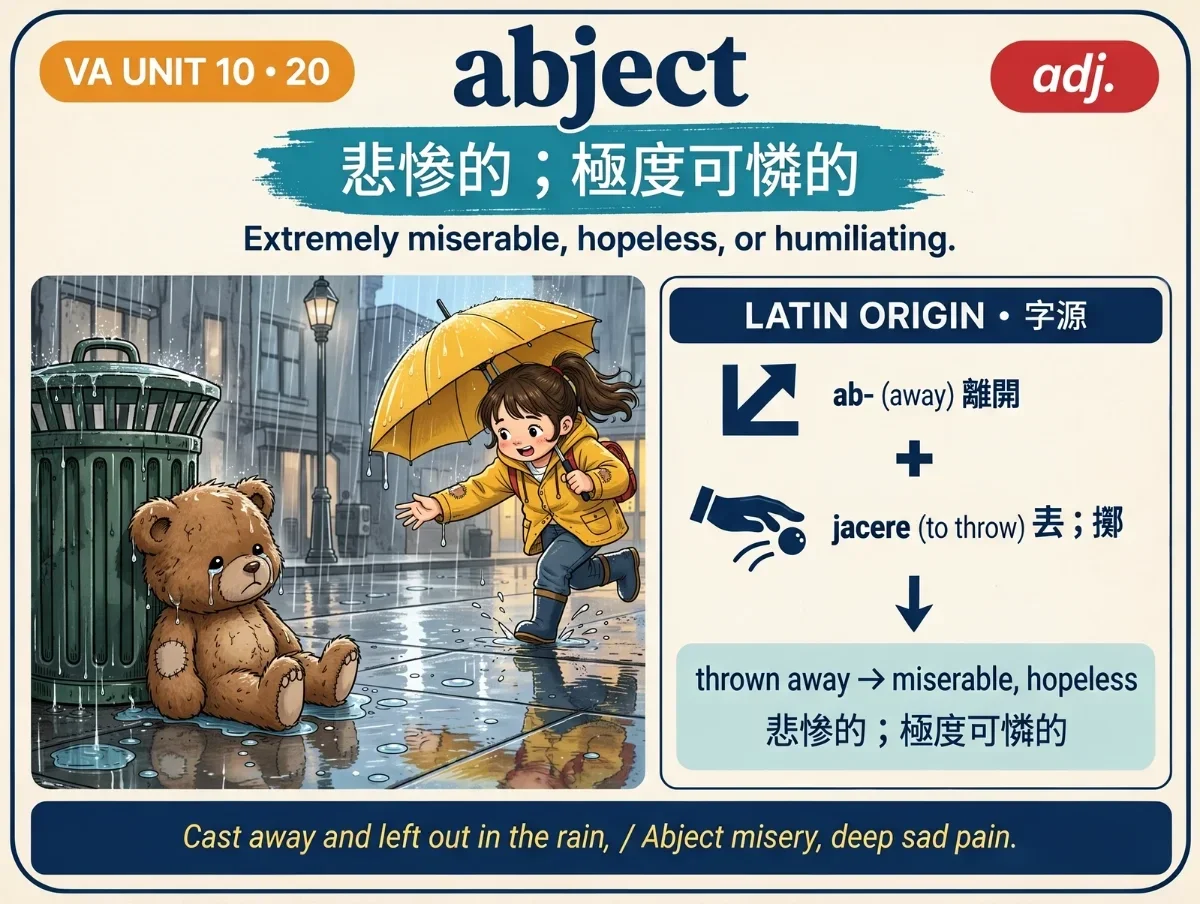 VA UNIT 10 • 20
abject
adj.
悲慘的；極度可憐的
Extremely miserable, hopeless, or humiliating.
LATIN ORIGIN • 字源
ab- (away) 離開
+
jacere (to throw) 丟；擲
thrown away → miserable, hopeless
悲慘的；極度可憐的
Cast away and left out in the rain, / Abject misery, deep sad pain.